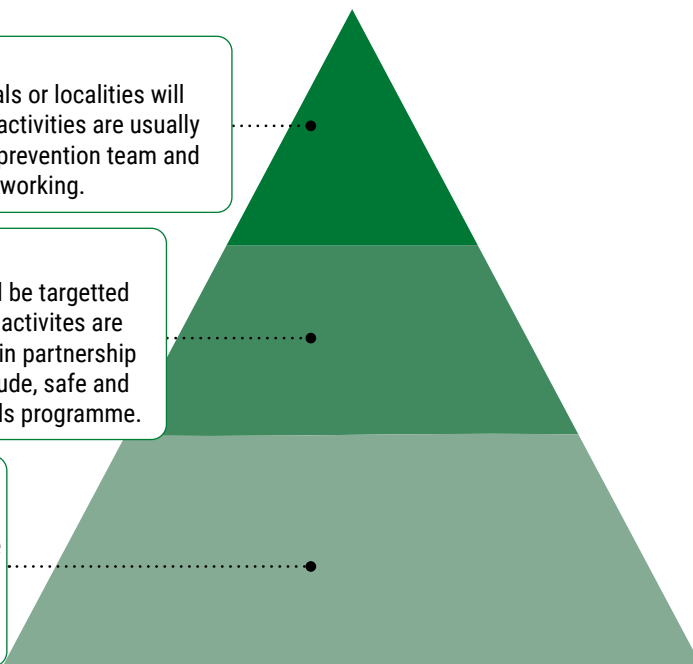 als or localities will
activities are usually
prevention team and
working.
be targetted
activites are
in partnership
ude, safe and
ls programme.